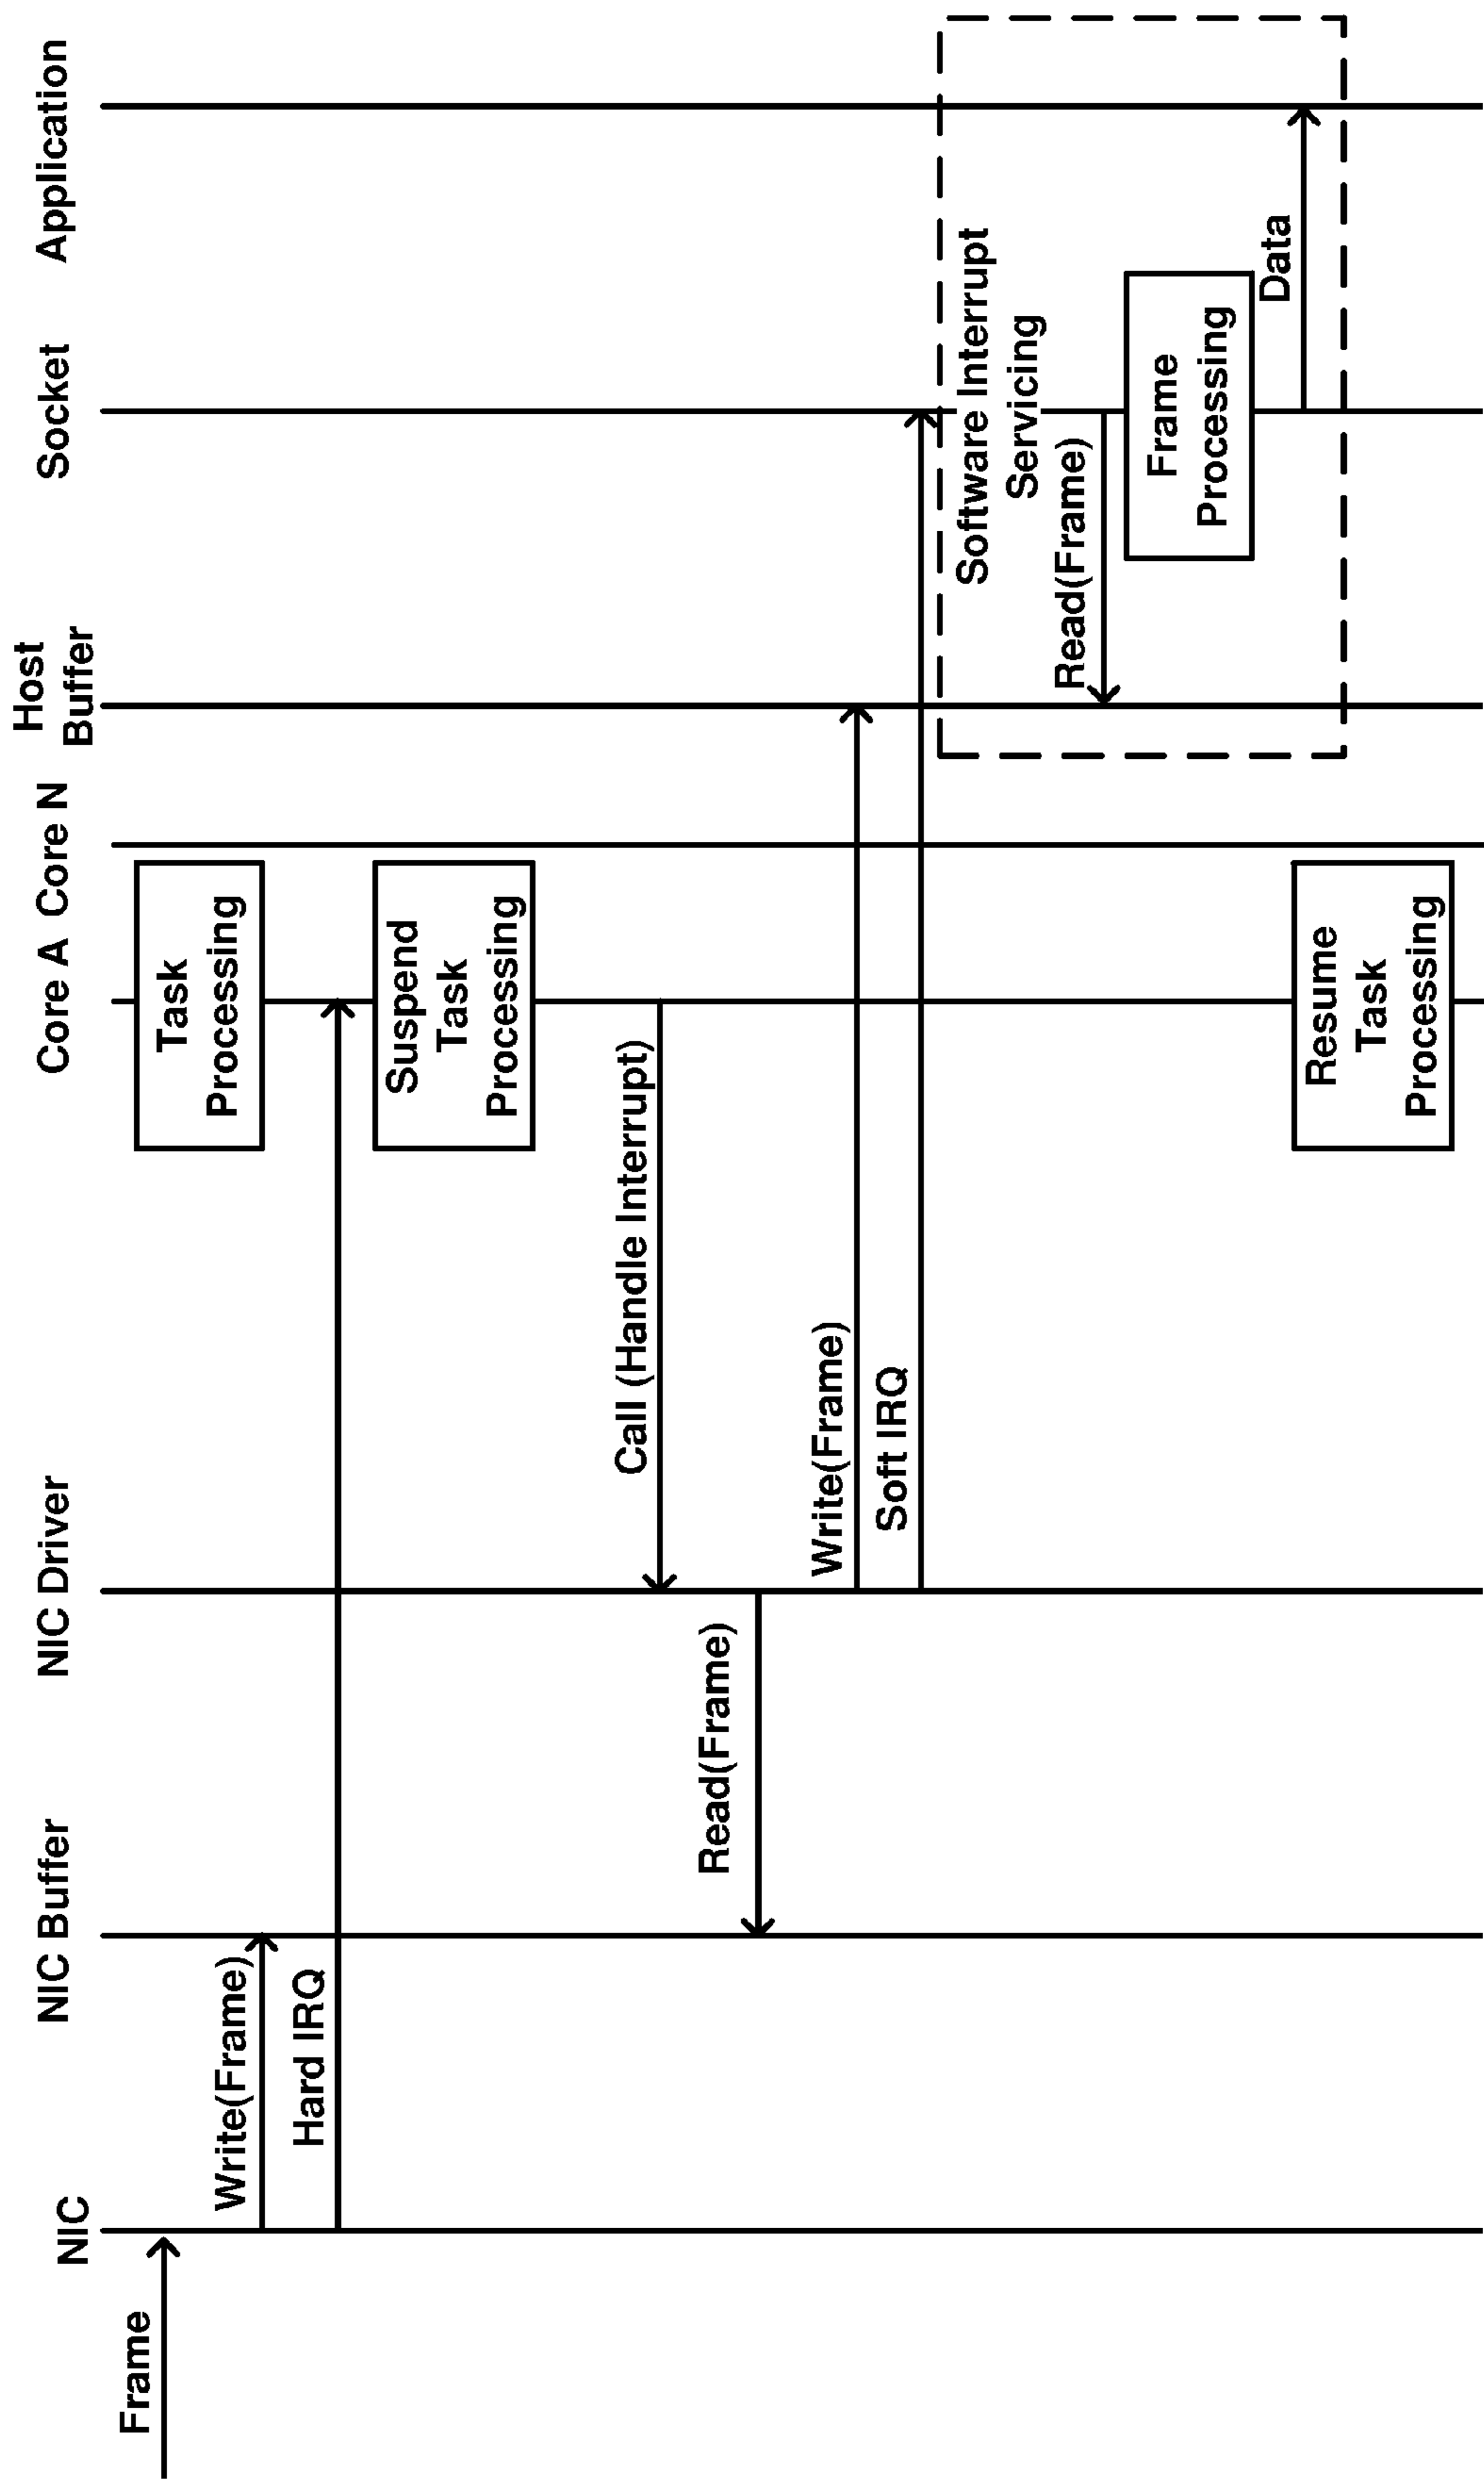 NIC
NIC Buffer
NIC Driver
Core A
Core N
Host
Buffer
Socket
Application
Frame
Task
Processing
Write(Frame)
Hard IRQ
Suspend
Task
Processing
Call (Handle Interrupt)
Read(Frame)
Write(Frame)
Soft IRQ
Software Interrupt
Servicing
Read(Frame)
Frame
Processing
Data
Resume
Task
Processing